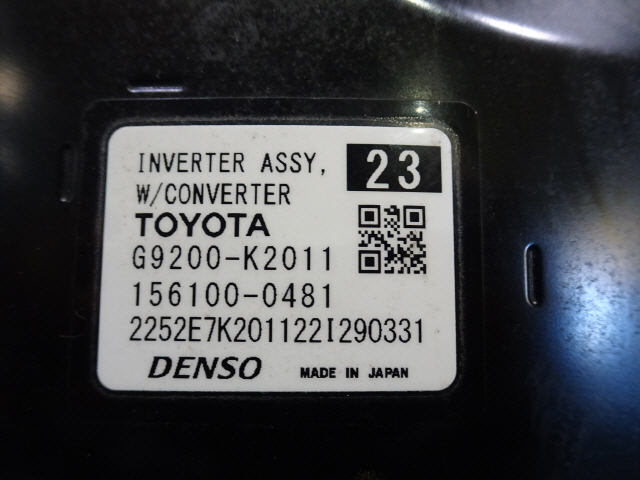 INVERTER ASSY, 23
W/CONVERTER
TOYOTA
G9200-K2011
156100-0481
2252E7K201122I290331
DENSO MADE IN JAPAN